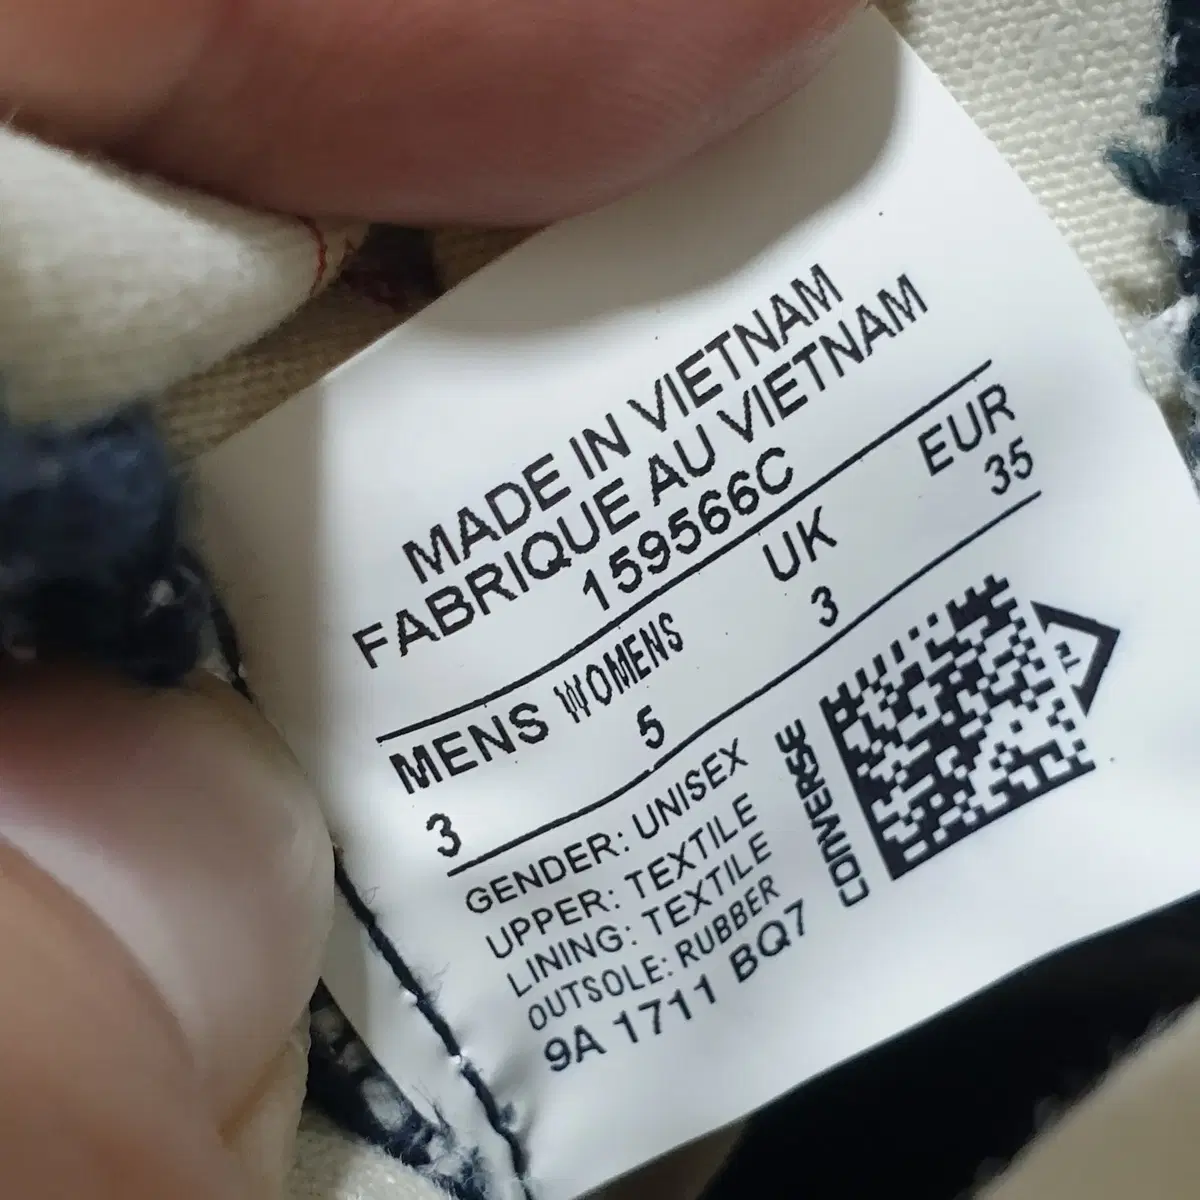 MADE IN VIETNAM
FABRIQUE AU VIETNAM
159566C
MENS WOMENS UK EUR
3 5 3 35
GENDER: UNISEX
UPPER: TEXTILE
LINING: TEXTILE
OUTSOLE: RUBBER
9A 1711 BQ7
CONVERSE
TM